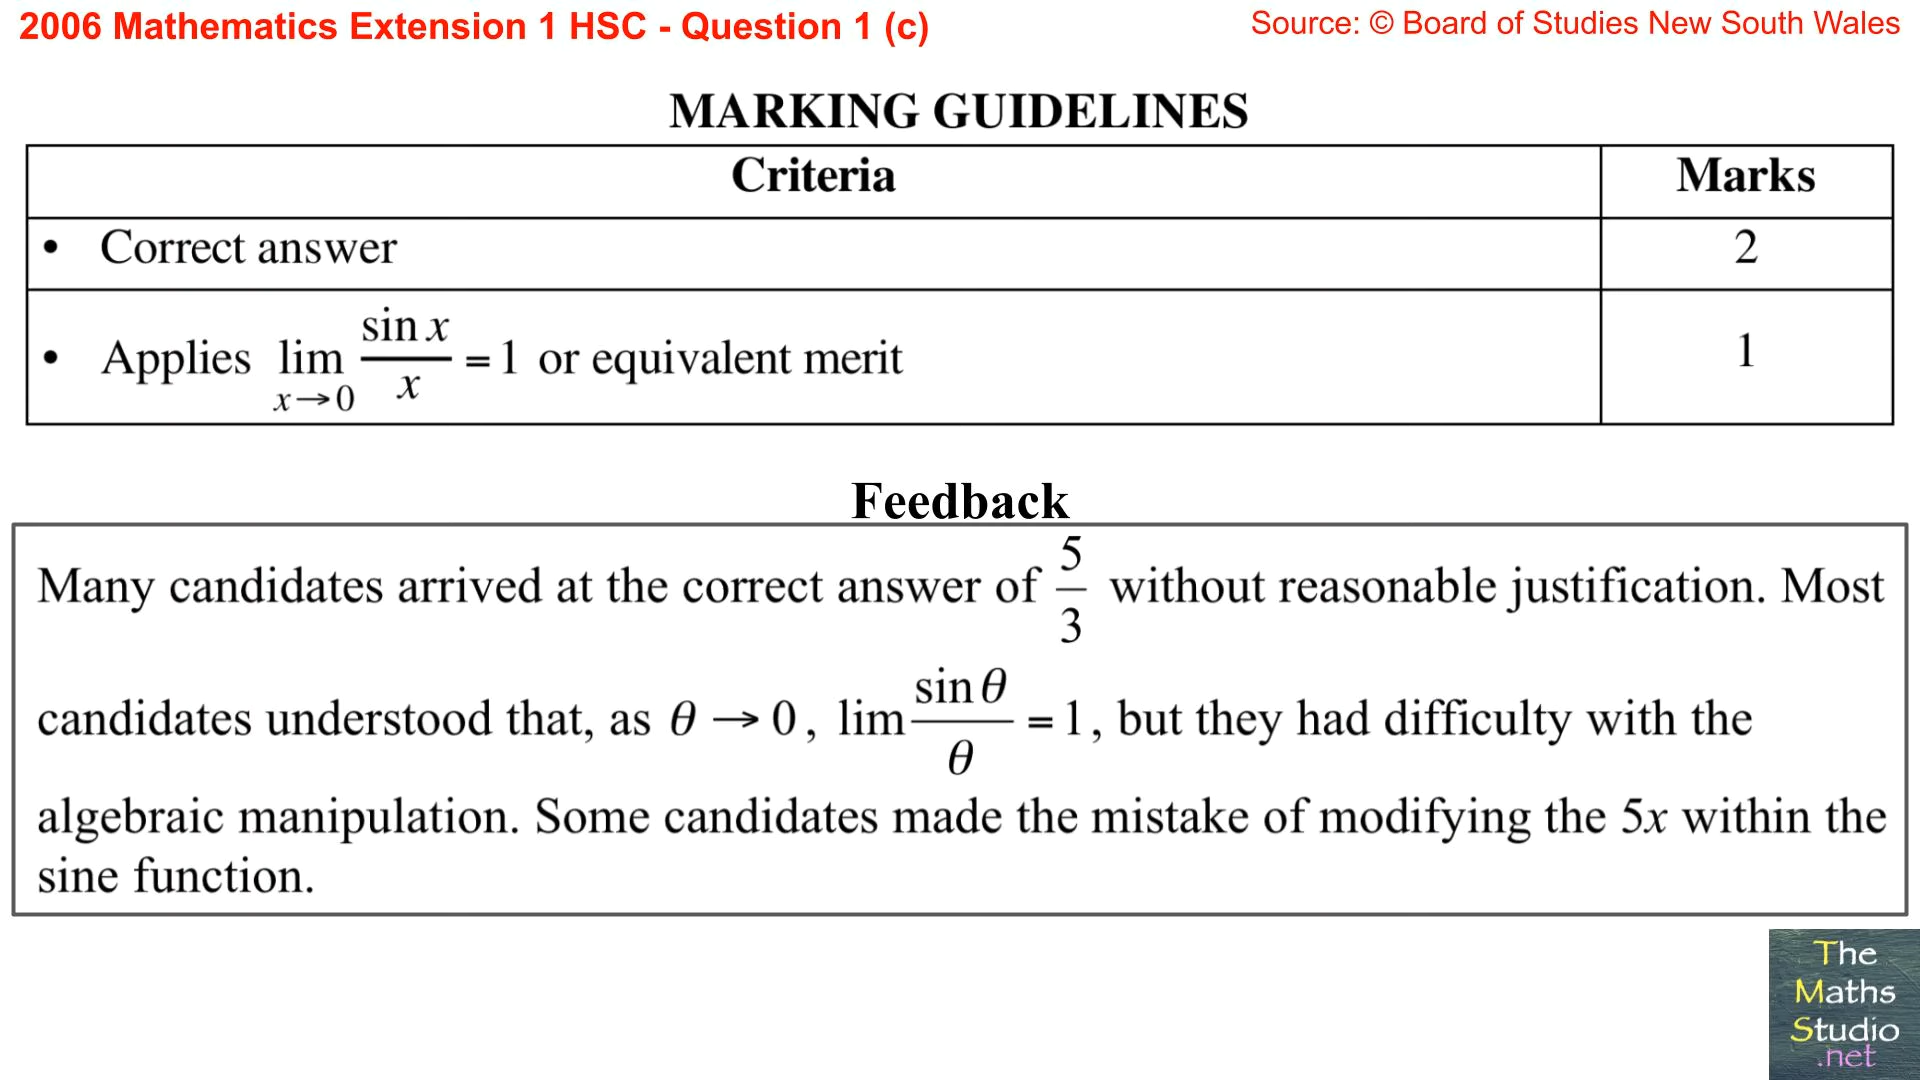 2006 Mathematics Extension 1 HSC - Question 1 (c)
Source: © Board of Studies New South Wales
MARKING GUIDELINES
Criteria Marks
• Correct answer 2
• Applies lim x→0 sin x / x = 1 or equivalent merit 1
Feedback
Many candidates arrived at the correct answer of 5/3 without reasonable justification. Most
candidates understood that, as θ → 0, lim sin θ / θ = 1, but they had difficulty with the
algebraic manipulation. Some candidates made the mistake of modifying the 5x within the
sine function.
The
Maths
Studio
.net